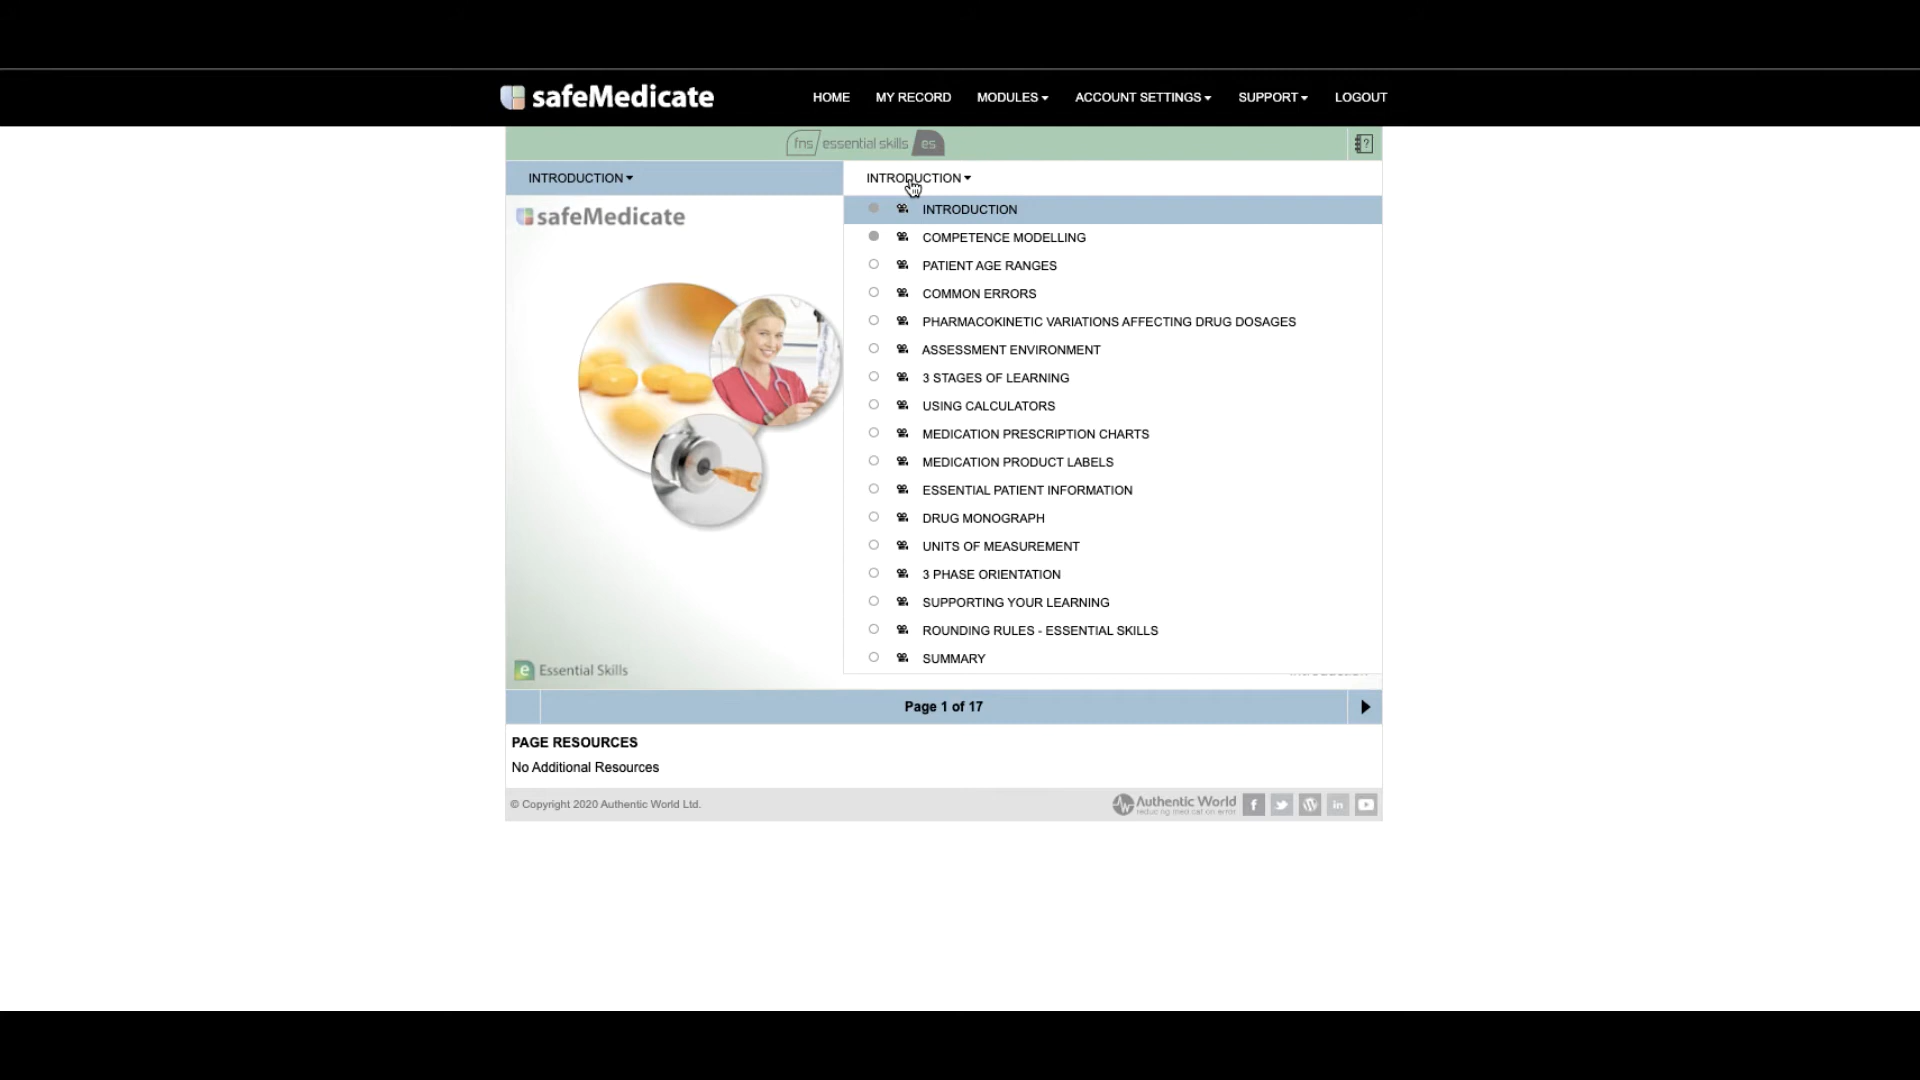 safeMedicate
HOME MY RECORD MODULES ACCOUNT SETTINGS SUPPORT LOGOUT
fns essential skills es
?
INTRODUCTION
INTRODUCTION
safeMedicate
INTRODUCTION
COMPETENCE MODELLING
PATIENT AGE RANGES
COMMON ERRORS
PHARMACOKINETIC VARIATIONS AFFECTING DRUG DOSAGES
ASSESSMENT ENVIRONMENT
3 STAGES OF LEARNING
USING CALCULATORS
MEDICATION PRESCRIPTION CHARTS
MEDICATION PRODUCT LABELS
ESSENTIAL PATIENT INFORMATION
DRUG MONOGRAPH
UNITS OF MEASUREMENT
3 PHASE ORIENTATION
SUPPORTING YOUR LEARNING
ROUNDING RULES - ESSENTIAL SKILLS
SUMMARY
e Essential Skills
Page 1 of 17
PAGE RESOURCES
No Additional Resources
© Copyright 2020 Authentic World Ltd.
Authentic World
reducing medication error